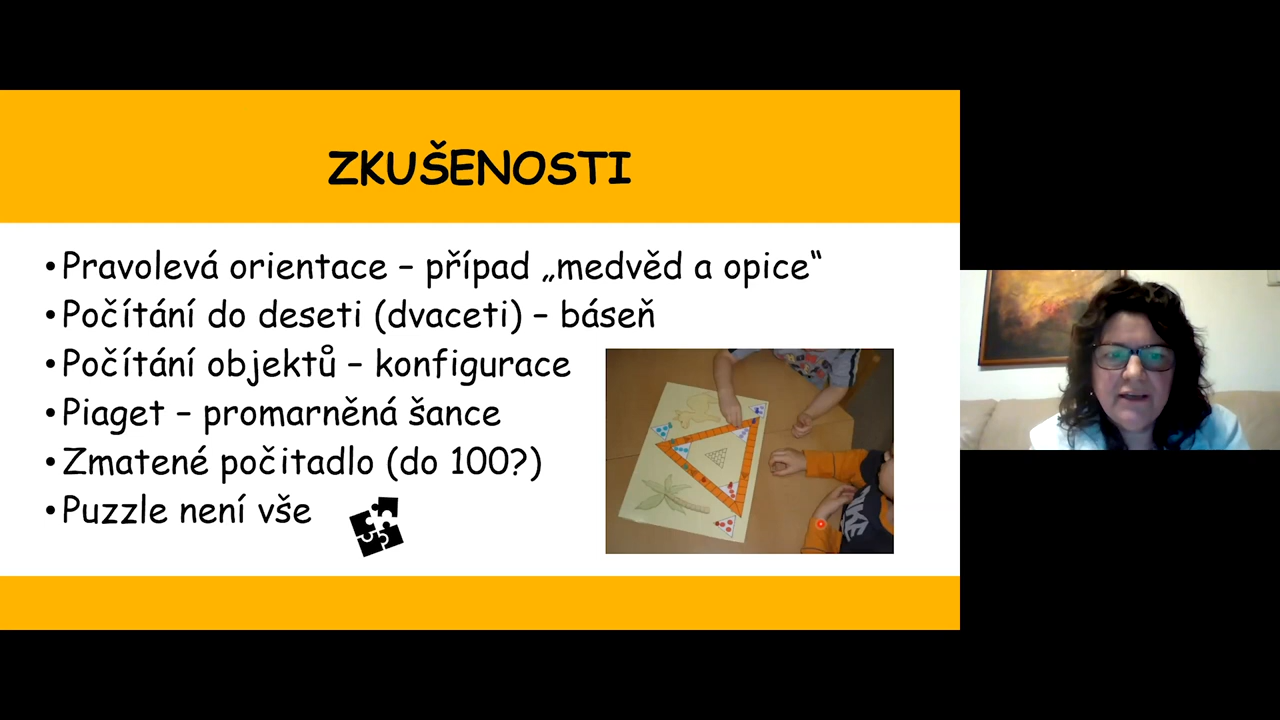 ZKUŠENOSTI
•Pravolevá orientace – případ „medvěd a opice“
•Počítání do deseti (dvaceti) – báseň
•Počítání objektů – konfigurace
•Piaget – promarněná šance
•Zmatené počitadlo (do 100?)
•Puzzle není vše
NIKE